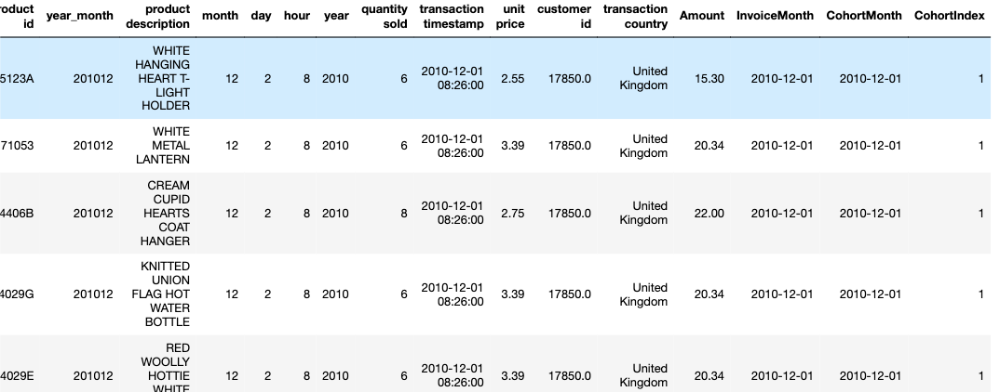 product year_month product month day hour year quantity transaction unit customer transaction Amount InvoiceMonth CohortMonth CohortIndex
id description sold timestamp price id country
WHITE
HANGING
5123A 201012 HEART T- 12 2 8 2010 6 2010-12-01 08:26:00 2.55 17850.0 United Kingdom 15.30 2010-12-01 2010-12-01 1
LIGHT
HOLDER
WHITE
71053 201012 METAL 12 2 8 2010 6 2010-12-01 08:26:00 3.39 17850.0 United Kingdom 20.34 2010-12-01 2010-12-01 1
LANTERN
CREAM
CUPID
4406B 201012 HEARTS 12 2 8 2010 8 2010-12-01 08:26:00 2.75 17850.0 United Kingdom 22.00 2010-12-01 2010-12-01 1
COAT
HANGER
KNITTED
UNION
4029G 201012 FLAG HOT 12 2 8 2010 6 2010-12-01 08:26:00 3.39 17850.0 United Kingdom 20.34 2010-12-01 2010-12-01 1
WATER
BOTTLE
RED
WOOLLY
4029E 201012 HOTTIE 12 2 8 2010 6 2010-12-01 08:26:00 3.39 17850.0 United Kingdom 20.34 2010-12-01 2010-12-01 1
WHITE